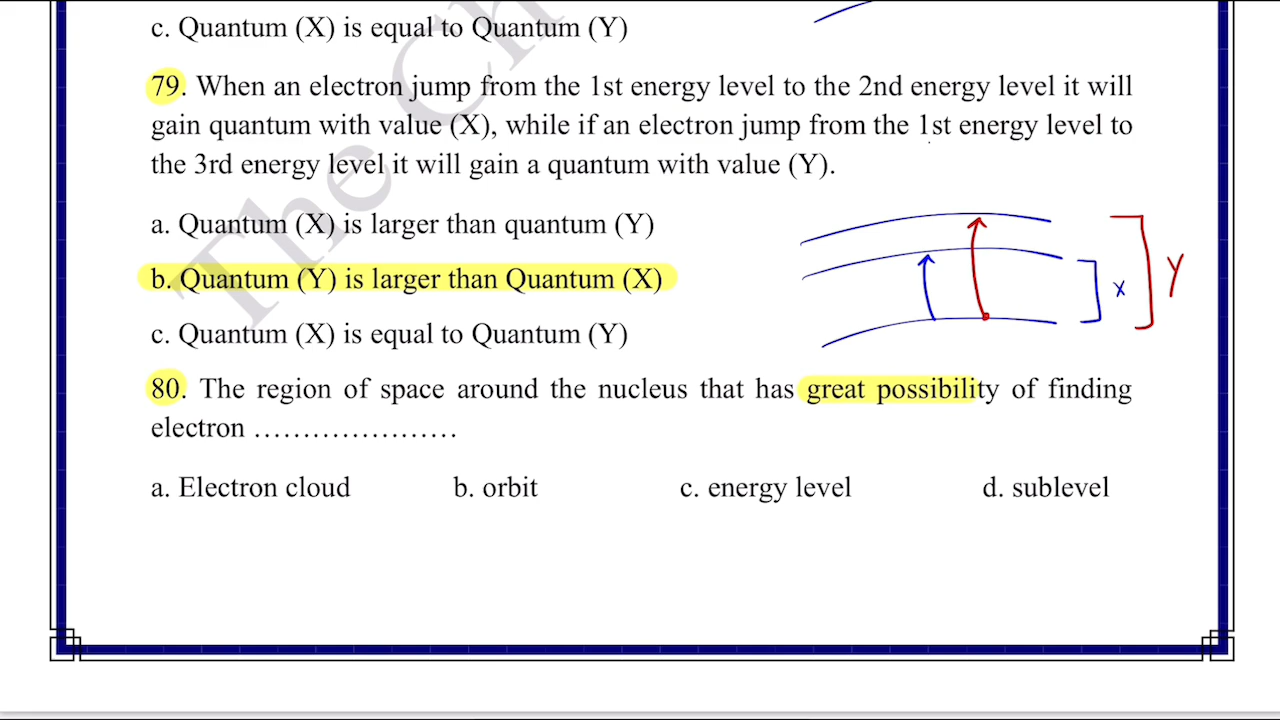 c. Quantum (X) is equal to Quantum (Y)
79. When an electron jump from the 1st energy level to the 2nd energy level it will
gain quantum with value (X), while if an electron jump from the 1st energy level to
the 3rd energy level it will gain a quantum with value (Y).
a. Quantum (X) is larger than quantum (Y)
b. Quantum (Y) is larger than Quantum (X)
x
Y
c. Quantum (X) is equal to Quantum (Y)
80. The region of space around the nucleus that has great possibility of finding
electron .....................
a. Electron cloud b. orbit c. energy level d. sublevel
The Ch